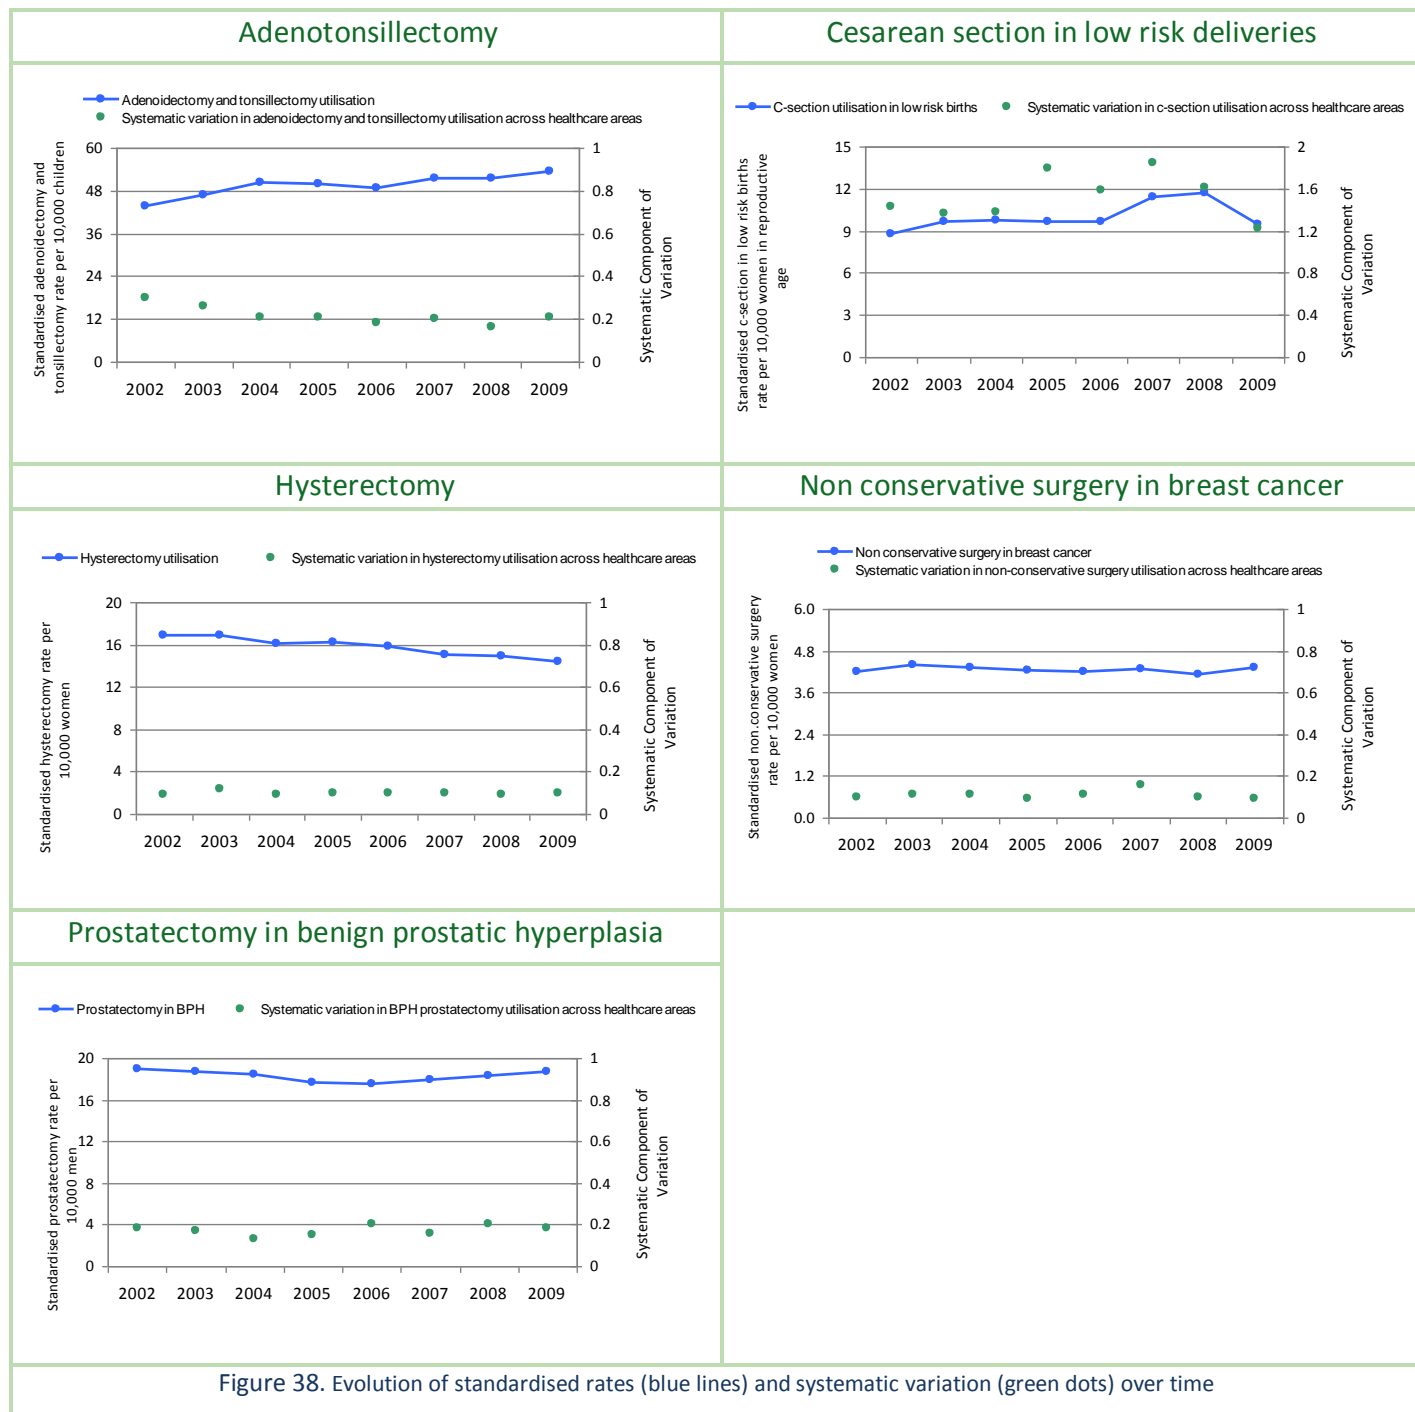 Adenotonsillectomy
Adenoidectomy and tonsillectomy utilisation
Systematic variation in adenoidectomy and tonsillectomy utilisation across healthcare areas
Standardised adenoidectomy and
tonsillectomy rate per 10,000 children
60
48
36
24
12
0
1
0.8
0.6
0.4
0.2
0
Systematic Component of
Variation
2002 2003 2004 2005 2006 2007 2008 2009
Cesarean section in low risk deliveries
C-section utilisation in low risk births
Systematic variation in c-section utilisation across healthcare areas
Standardised c-section in low risk births
rate per 10,000 women in reproductive
age
15
12
9
6
3
0
2
1.6
1.2
0.8
0.4
0
Systematic Component of
Variation
2002 2003 2004 2005 2006 2007 2008 2009
Hysterectomy
Hysterectomy utilisation
Systematic variation in hysterectomy utilisation across healthcare areas
Standardised hysterectomy rate per
10,000 women
20
16
12
8
4
0
1
0.8
0.6
0.4
0.2
0
Systematic Component of
Variation
2002 2003 2004 2005 2006 2007 2008 2009
Non conservative surgery in breast cancer
Non conservative surgery in breast cancer
Systematic variation in non-conservative surgery utilisation across healthcare areas
Standardised non.conservative surgery
rate per 10,000 women
6.0
4.8
3.6
2.4
1.2
0.0
1
0.8
0.6
0.4
0.2
0
Systematic Component of
Variation
2002 2003 2004 2005 2006 2007 2008 2009
Prostatectomy in benign prostatic hyperplasia
Prostatectomy in BPH
Systematic variation in BPH prostatectomy utilisation across healthcare areas
Standardised prostatectomy rate per
10,000 men
20
16
12
8
4
0
1
0.8
0.6
0.4
0.2
0
Systematic Component of
Variation
2002 2003 2004 2005 2006 2007 2008 2009
Figure 38. Evolution of standardised rates (blue lines) and systematic variation (green dots) over time